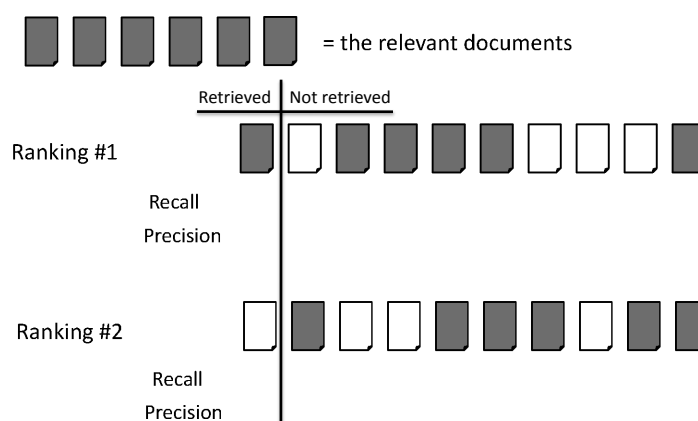 = the relevant documents
Retrieved Not retrieved
Ranking #1
Recall
Precision
Ranking #2
Recall
Precision